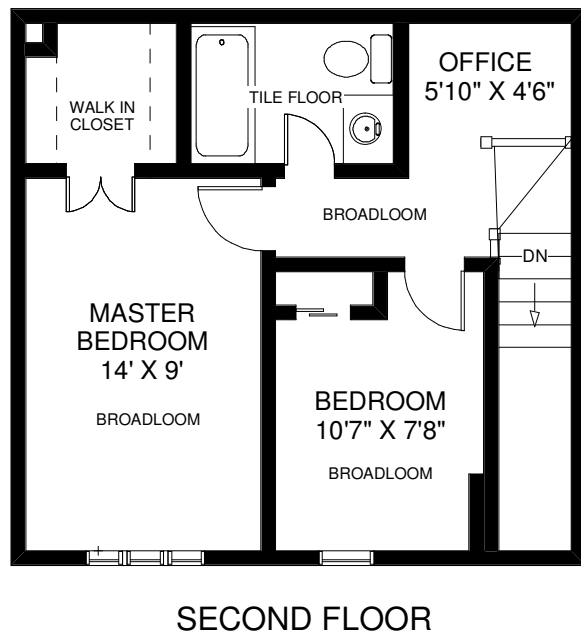 OFFICE
5'10" X 4'6"
TILE FLOOR
WALK IN
CLOSET
BROADLOOM
DN
MASTER
BEDROOM
14' X 9'
BROADLOOM
BEDROOM
10'7" X 7'8"
BROADLOOM
SECOND FLOOR